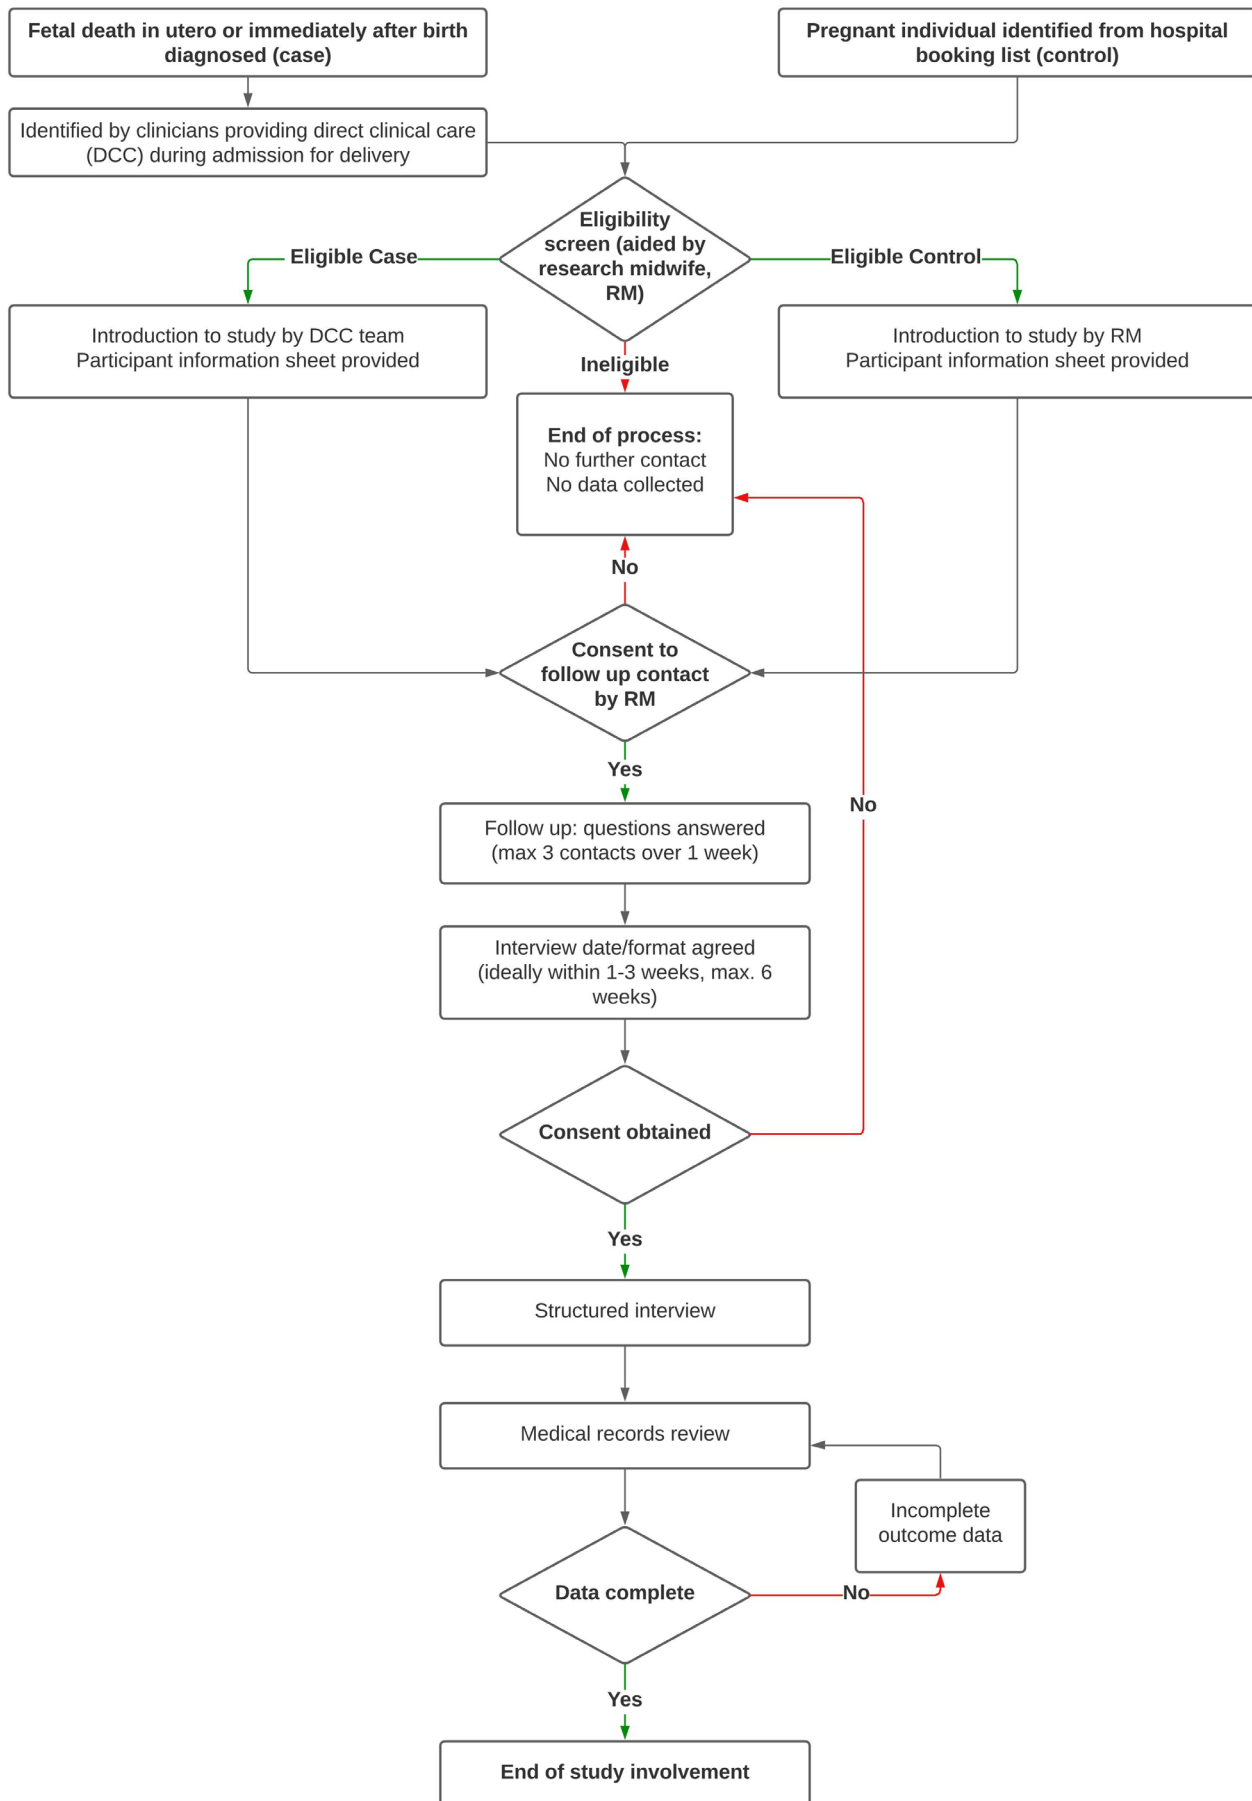 Fetal death in utero or immediately after birth
diagnosed (case)
Pregnant individual identified from hospital
booking list (control)
Identified by clinicians providing direct clinical care
(DCC) during admission for delivery
Eligibility
screen (aided by
research midwife,
RM)
Eligible Case
Eligible Control
Introduction to study by DCC team
Participant information sheet provided
Introduction to study by RM
Participant information sheet provided
Ineligible
End of process:
No further contact
No data collected
No
Consent to
follow up contact
by RM
Yes
No
Follow up: questions answered
(max 3 contacts over 1 week)
Interview date/format agreed
(ideally within 1-3 weeks, max. 6
weeks)
Consent obtained
Yes
Structured interview
Medical records review
Incomplete
outcome data
Data complete
No
Yes
End of study involvement